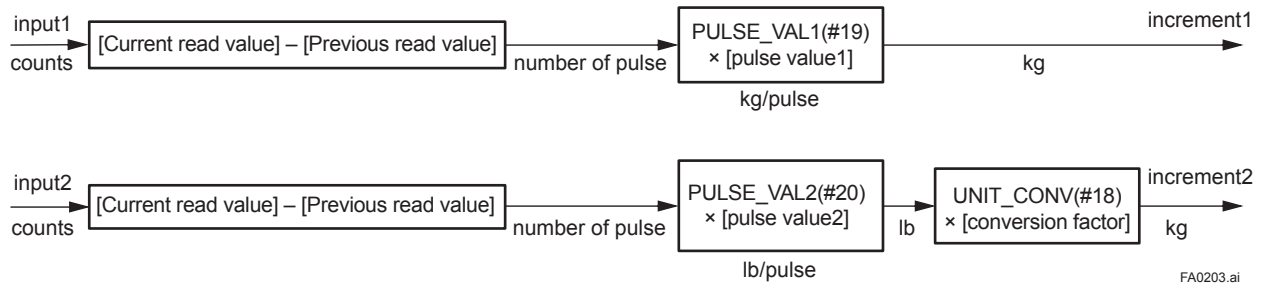 input1
counts
[Current read value] – [Previous read value]
number of pulse
PULSE_VAL1(#19)
× [pulse value1]
kg/pulse
increment1
kg
input2
counts
[Current read value] – [Previous read value]
number of pulse
PULSE_VAL2(#20)
× [pulse value2]
lb/pulse
lb
UNIT_CONV(#18)
× [conversion factor]
increment2
kg
FA0203.ai